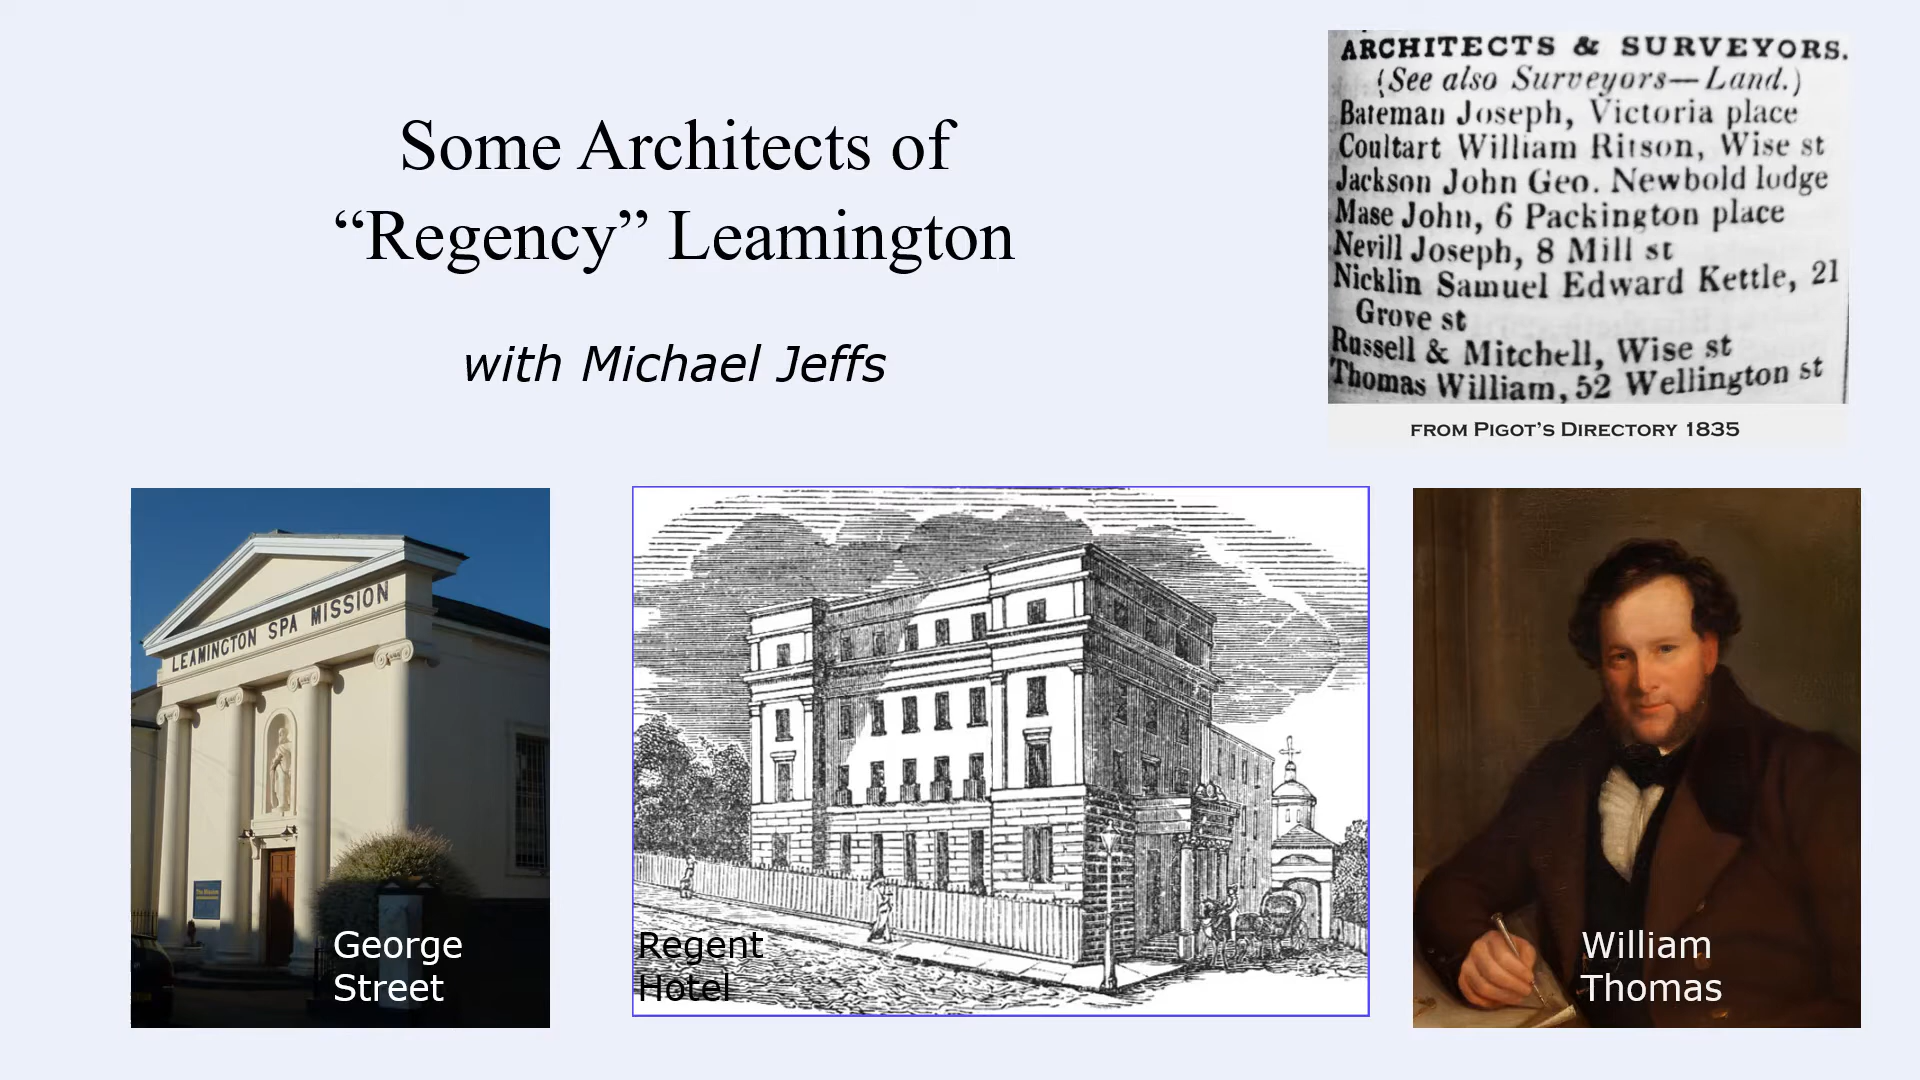 Some Architects of
“Regency” Leamington
with Michael Jeffs
ARCHITECTS & SURVEYORS.
(See also Surveyors—Land.)
Bateman Joseph, Victoria place
Coultart William Ritson, Wise st
Jackson John Geo. Newbold lodge
Mase John, 6 Packington place
Nevill Joseph, 8 Mill st
Nicklin Samuel Edward Kettle, 21
Grove st
Russell & Mitchell, Wise st
Thomas William, 52 Wellington st
FROM PIGOT'S DIRECTORY 1835
LEAMINGTON SPA MISSION
George
Street
Regent
Hotel
William
Thomas